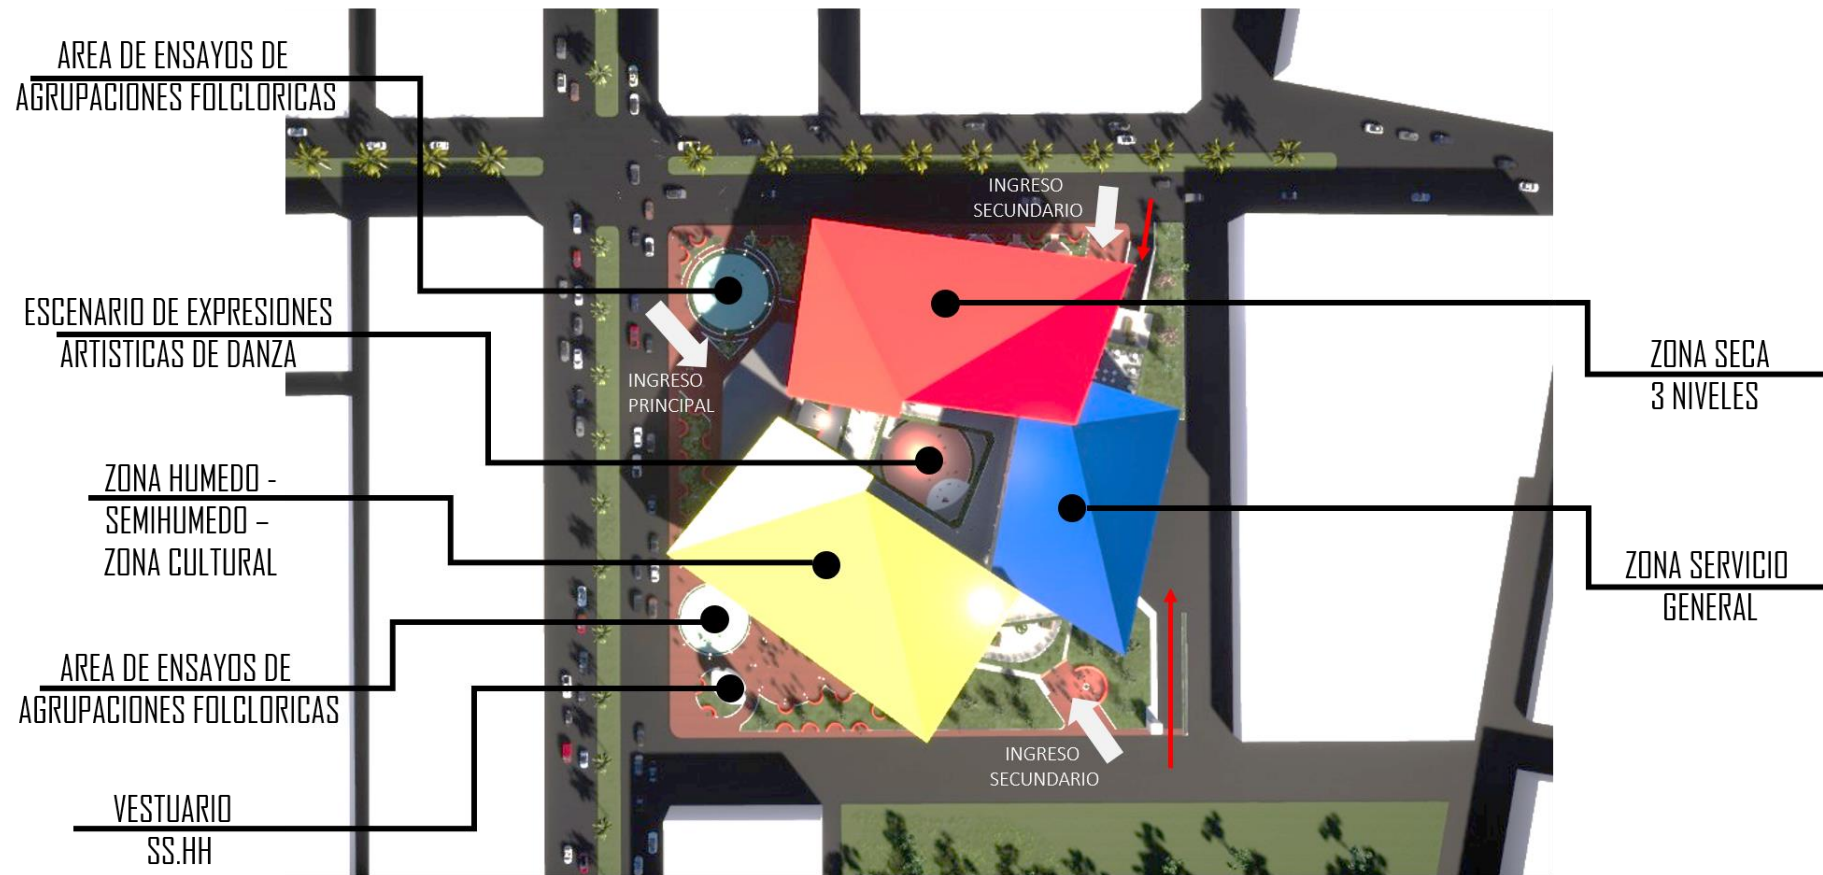 AREA DE ENSAYOS DE
AGRUPACIONES FOLCLORICAS
ESCENARIO DE EXPRESIONES
ARTISTICAS DE DANZA
ZONA HUMEDO -
SEMIHUMEDO –
ZONA CULTURAL
AREA DE ENSAYOS DE
AGRUPACIONES FOLCLORICAS
VESTUARIO
SS.HH
INGRESO
SECUNDARIO
INGRESO
PRINCIPAL
INGRESO
SECUNDARIO
ZONA SECA
3 NIVELES
ZONA SERVICIO
GENERAL